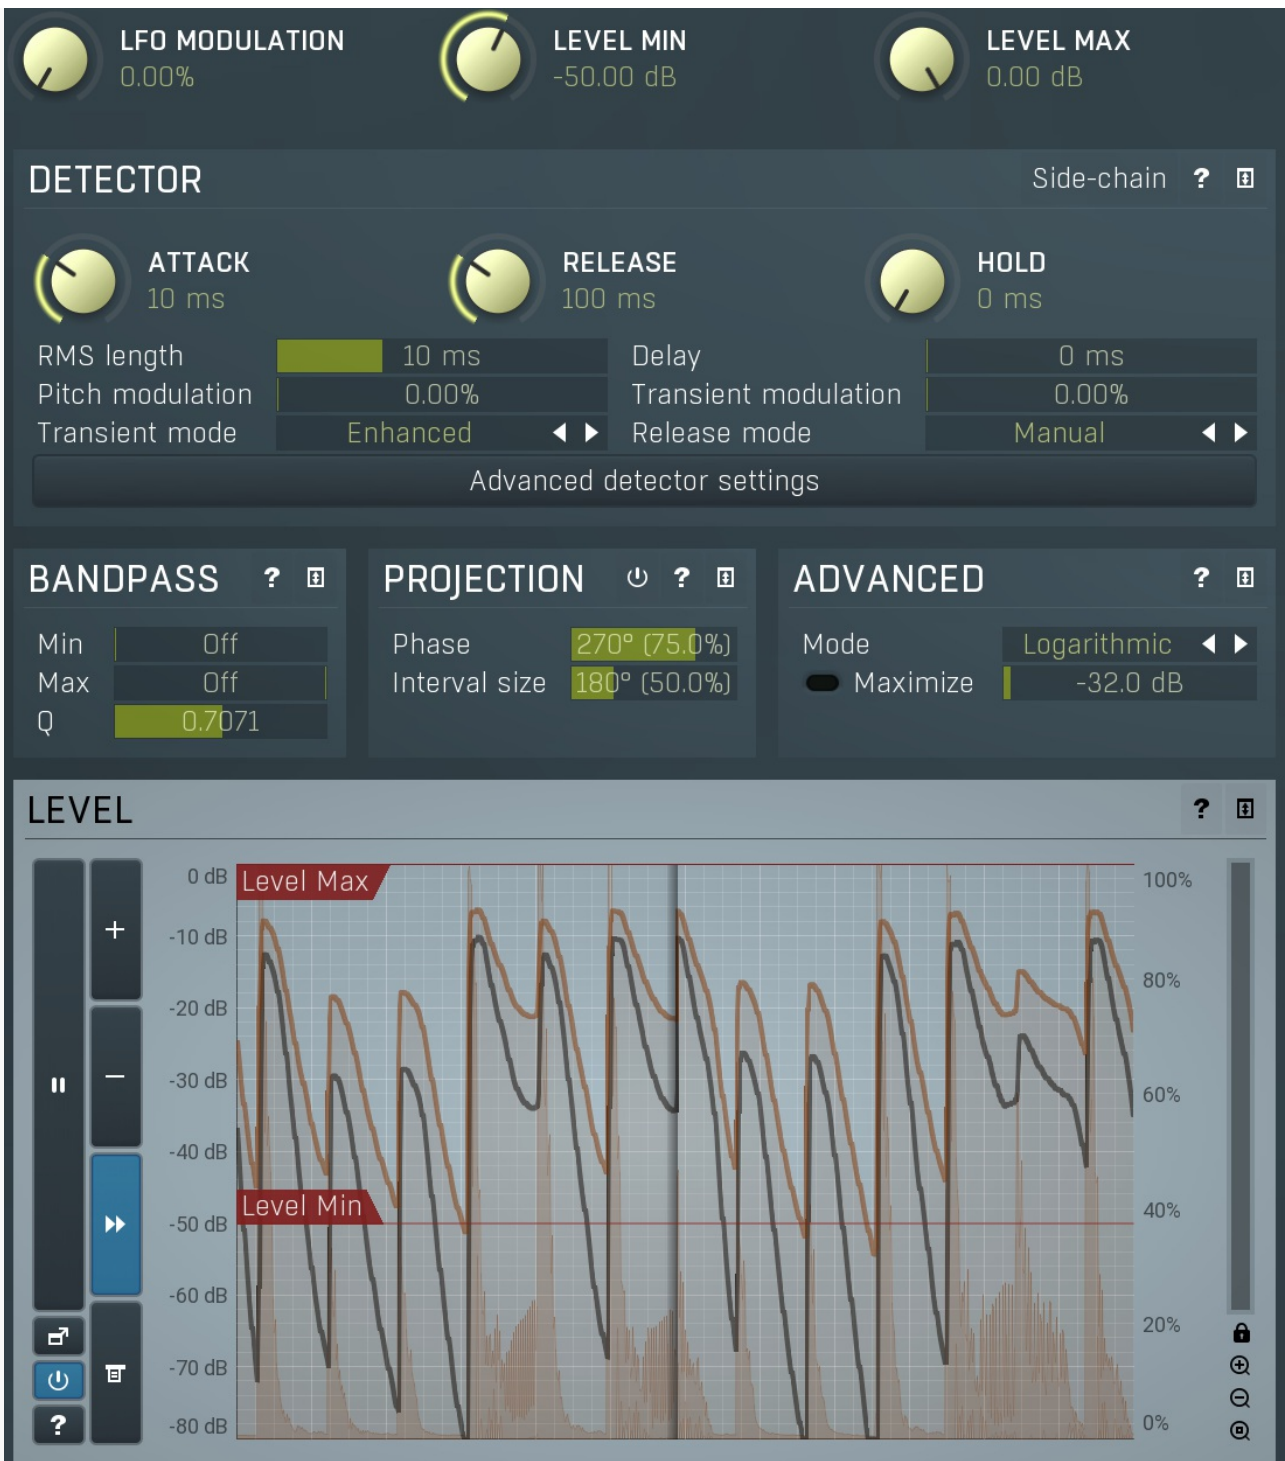 LFO MODULATION LEVEL MIN LEVEL MAX
0.00% -50.00 dB 0.00 dB
DETECTOR Side-chain ?
ATTACK RELEASE HOLD
10 ms 100 ms 0 ms
RMS length 10 ms Delay 0 ms
Pitch modulation 0.00% Transient modulation 0.00%
Transient mode Enhanced Release mode Manual
Advanced detector settings
BANDPASS ? PROJECTION ? ADVANCED ?
Min Off Phase 270° (75.0%) Mode Logarithmic
Max Off Interval size 180° (50.0%) Maximize -32.0 dB
Q 0.7071
LEVEL ?
0 dB Level Max 100%
-10 dB
-20 dB 80%
-30 dB 60%
-40 dB
Level Min
-50 dB 40%
-60 dB
20%
-70 dB
-80 dB 0%
?